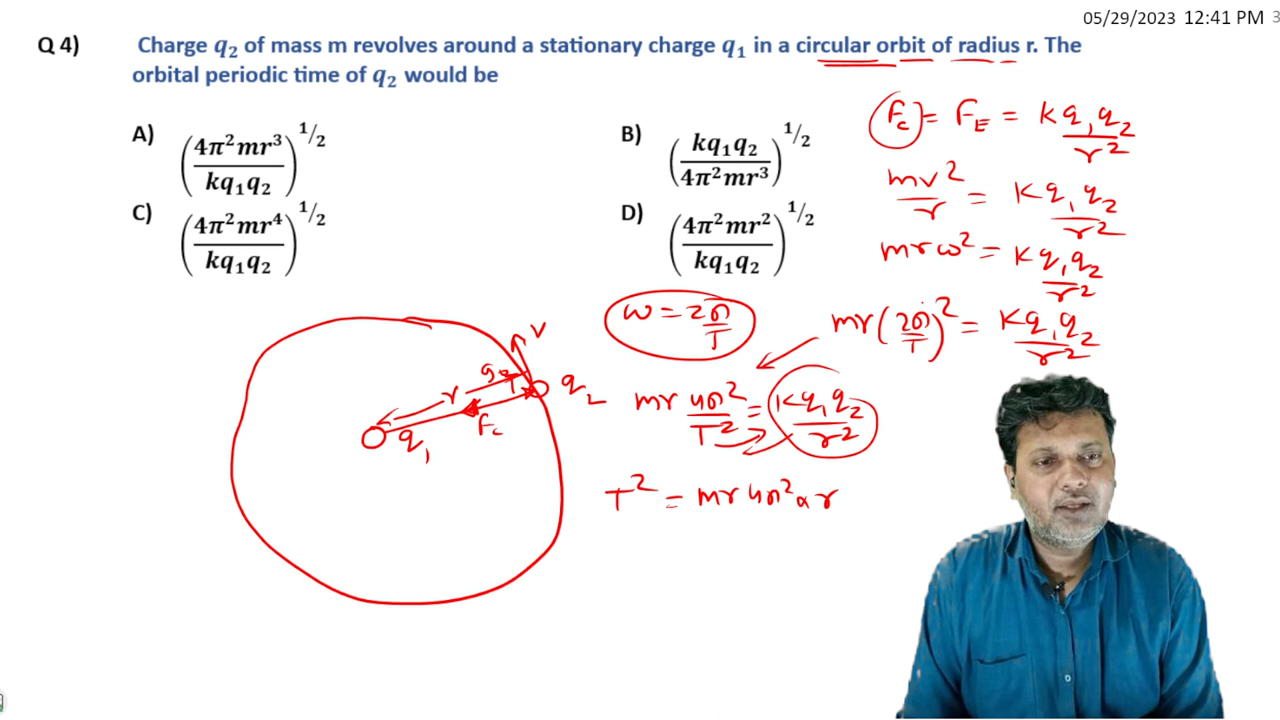 05/29/2023 12:41 PM 3
Q 4) Charge q₂ of mass m revolves around a stationary charge q₁ in a circular orbit of radius r. The
orbital periodic time of q₂ would be
A) (4π²mr³/kq₁q₂)^1/2
B) (kq₁q₂/4π²mr³)^1/2
C) (4π²mr⁴/kq₁q₂)^1/2
D) (4π²mr²/kq₁q₂)^1/2
Fc = FE = Kq₁q₂/r²
mv²/r = Kq₁q₂/r²
mrω² = Kq₁q₂/r²
ω = 2π/T
mr(2π/T)² = Kq₁q₂/r²
mr 4π²/T² = Kq₁q₂/r²
T² = mr4π² x r
v
r
q₂
Fc
q₁